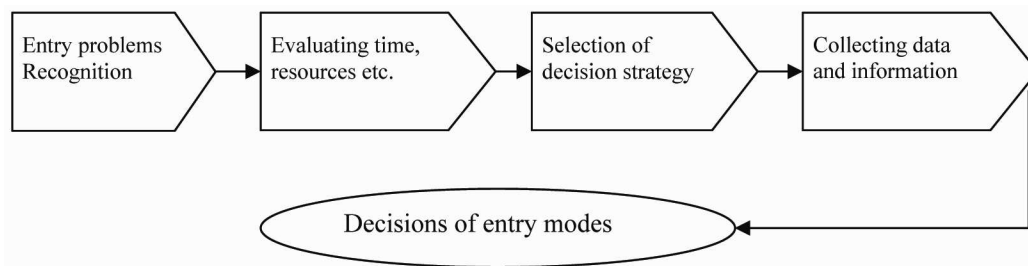 Entry problems
Recognition
Evaluating time,
resources etc.
Selection of
decision strategy
Collecting data
and information
Decisions of entry modes